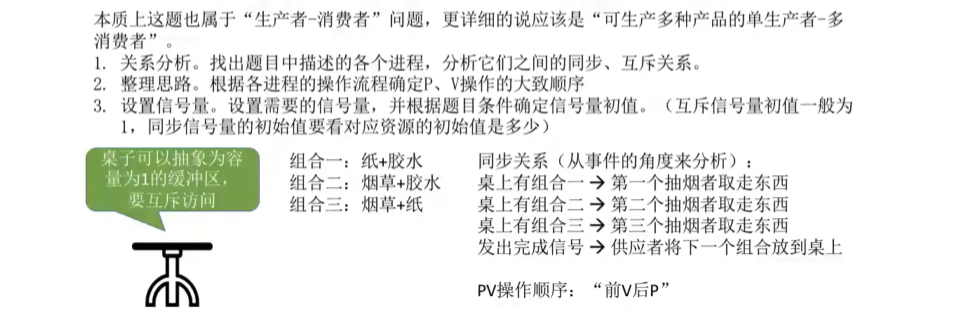 本质上这题也属于“生产者-消费者”问题，更详细的说应该是“可生产多种产品的单生产者-多
消费者”。
1. 关系分析。找出题目中描述的各个进程，分析它们之间的同步、互斥关系。
2. 整理思路。根据各进程的操作流程确定P、V操作的大致顺序
3. 设置信号量。设置需要的信号量，并根据题目条件确定信号量初值。（互斥信号量初值一般为
1，同步信号量的初始值要看对应资源的初始值是多少）
桌子可以抽象为容
量为1的缓冲区，
要互斥访问
组合一：纸+胶水
组合二：烟草+胶水
组合三：烟草+纸
同步关系（从事件的角度来分析）：
桌上有组合一→第一个抽烟者取走东西
桌上有组合二→第二个抽烟者取走东西
桌上有组合三→第三个抽烟者取走东西
发出完成信号→供应者将下一个组合放到桌上
PV操作顺序：“前V后P”